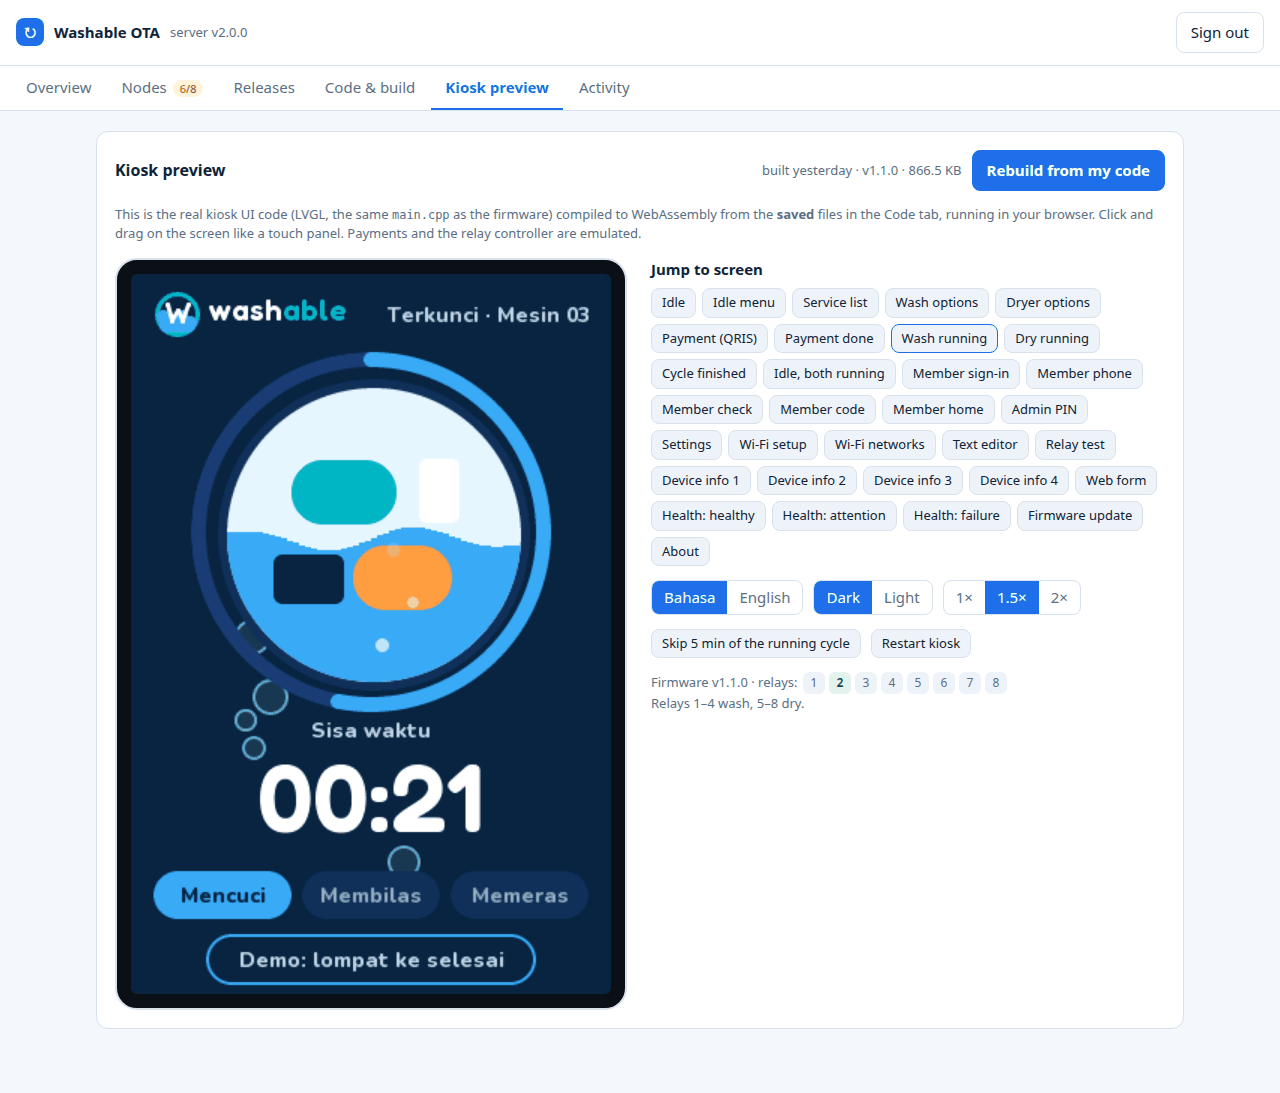 Washable OTA server v2.0.0 Sign out
Overview Nodes 6/8 Releases Code & build Kiosk preview Activity
Kiosk preview built yesterday · v1.1.0 · 866.5 KB Rebuild from my code
This is the real kiosk UI code (LVGL, the same main.cpp as the firmware) compiled to WebAssembly from the saved files in the Code tab, running in your browser. Click and
drag on the screen like a touch panel. Payments and the relay controller are emulated.
W washable Terkunci · Mesin 03
Sisa waktu
00:21
Mencuci Membilas Memeras
Demo: lompat ke selesai
Jump to screen
Idle Idle menu Service list Wash options Dryer options
Payment (QRIS) Payment done Wash running Dry running
Cycle finished Idle, both running Member sign-in Member phone
Member check Member code Member home Admin PIN
Settings Wi-Fi setup Wi-Fi networks Text editor Relay test
Device info 1 Device info 2 Device info 3 Device info 4 Web form
Health: healthy Health: attention Health: failure Firmware update
About
Bahasa English Dark Light 1× 1.5× 2×
Skip 5 min of the running cycle Restart kiosk
Firmware v1.1.0 · relays: 1 2 3 4 5 6 7 8
Relays 1–4 wash, 5–8 dry.